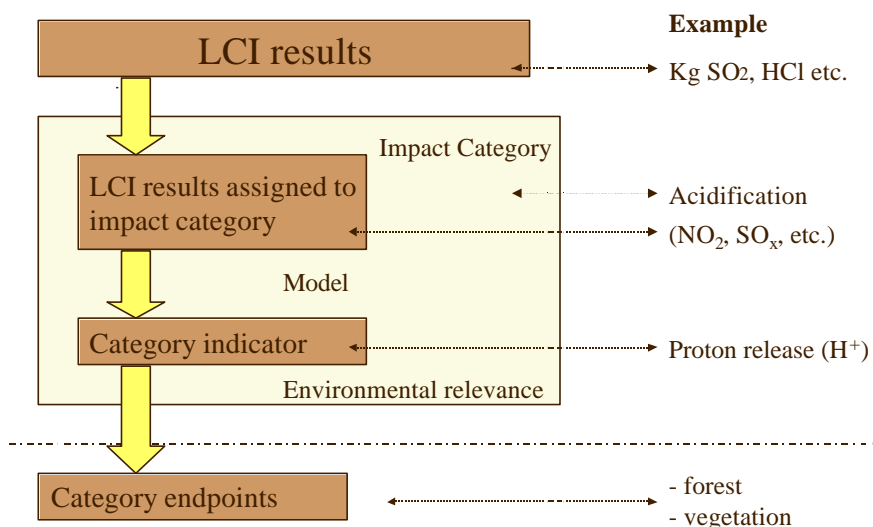 Example
LCI results
Kg SO2, HCl etc.
Impact Category
LCI results assigned to
impact category
Acidification
(NO₂, SOₓ, etc.)
Model
Category indicator
Proton release (H⁺)
Environmental relevance
Category endpoints
- forest
- vegetation